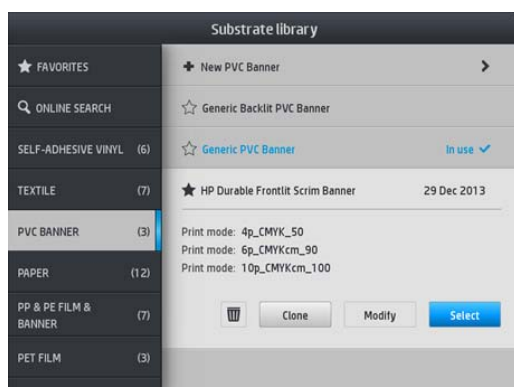 Substrate library
FAVORITES
ONLINE SEARCH
SELF-ADHESIVE VINYL (6)
TEXTILE (7)
PVC BANNER (3)
PAPER (12)
PP & PE FILM &
BANNER (7)
PET FILM (3)
New PVC Banner
Generic Backlit PVC Banner
Generic PVC Banner In use
HP Durable Frontlit Scrim Banner 29 Dec 2013
Print mode: 4p_CMYK_50
Print mode: 6p_CMYKcm_90
Print mode: 10p_CMYKcm_100
Clone Modify Select